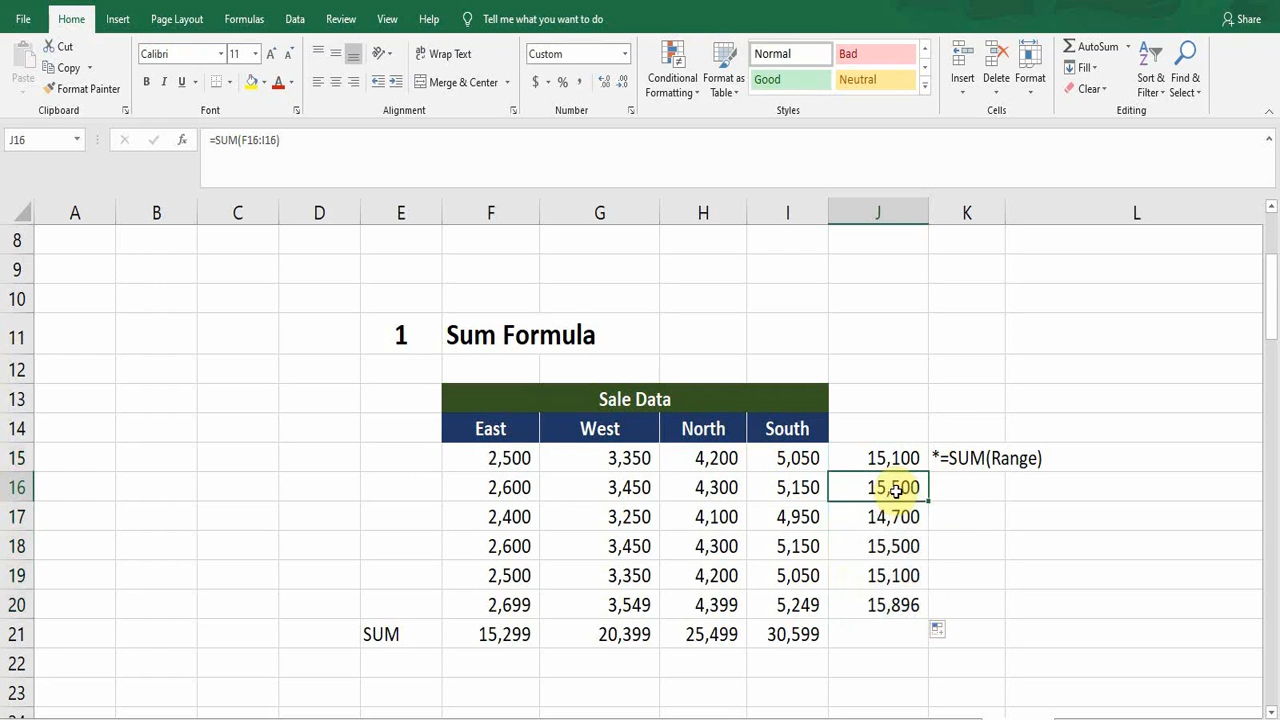 File Home Insert Page Layout Formulas Data Review View Help Tell me what you want to do Share
Paste Cut Copy Format Painter Clipboard
Calibri 11 A A B I U A Font
Wrap Text Merge & Center Alignment
Custom $ % , Number
Conditional Formatting Format as Table Normal Bad Good Neutral Styles
Insert Delete Format Cells
AutoSum Fill Clear Sort & Filter Find & Select Editing
J16 fx =SUM(F16:I16)
A B C D E F G H I J K L
8
9
10
11 1 Sum Formula
12
13 Sale Data
14 East West North South
15 2,500 3,350 4,200 5,050 15,100 *=SUM(Range)
16 2,600 3,450 4,300 5,150 15,500
17 2,400 3,250 4,100 4,950 14,700
18 2,600 3,450 4,300 5,150 15,500
19 2,500 3,350 4,200 5,050 15,100
20 2,699 3,549 4,399 5,249 15,896
21 SUM 15,299 20,399 25,499 30,599
22
23